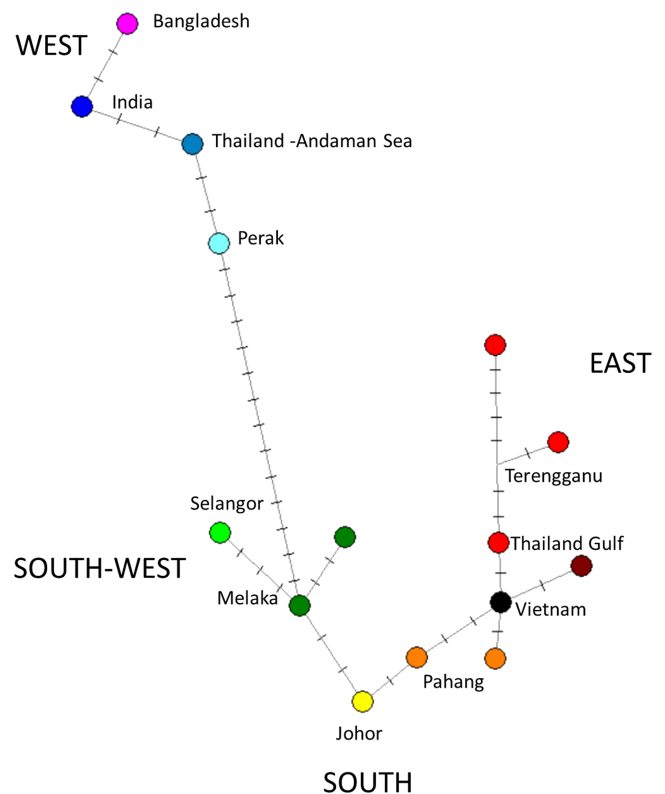 Bangladesh
WEST
India
Thailand -Andaman Sea
Perak
EAST
Terengganu
Selangor
Thailand Gulf
SOUTH-WEST
Melaka
Vietnam
Pahang
Johor
SOUTH